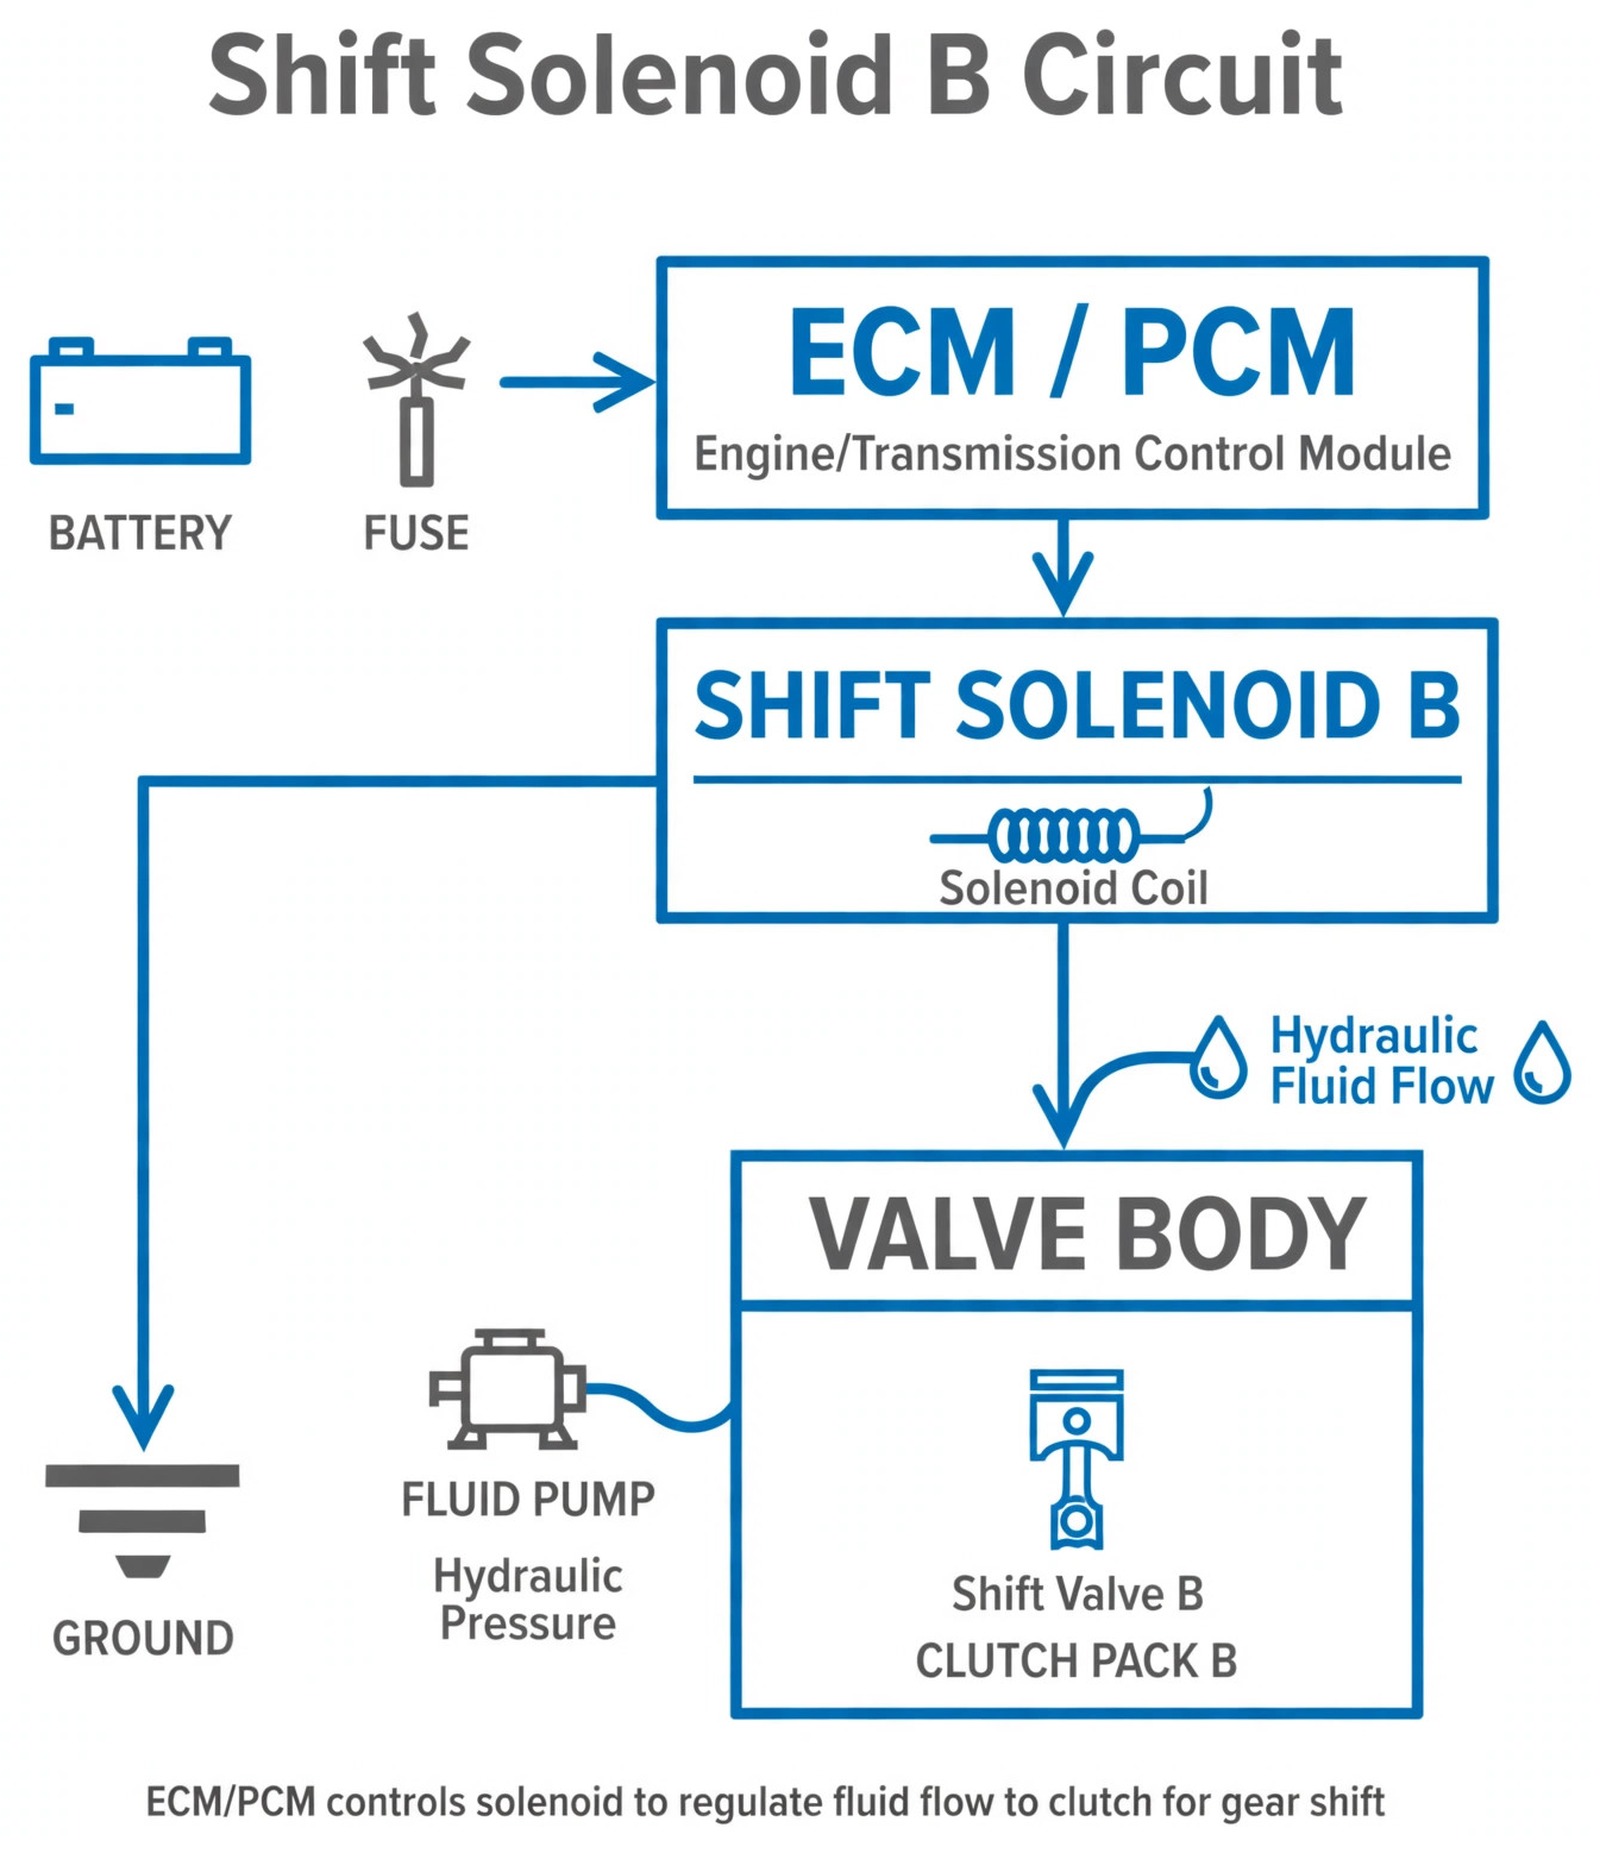 Shift Solenoid B Circuit
ECM / PCM
Engine/Transmission Control Module
BATTERY
FUSE
SHIFT SOLENOID B
Solenoid Coil
Hydraulic
Fluid Flow
VALVE BODY
FLUID PUMP
Hydraulic
Pressure
Shift Valve B
CLUTCH PACK B
GROUND
ECM/PCM controls solenoid to regulate fluid flow to clutch for gear shift